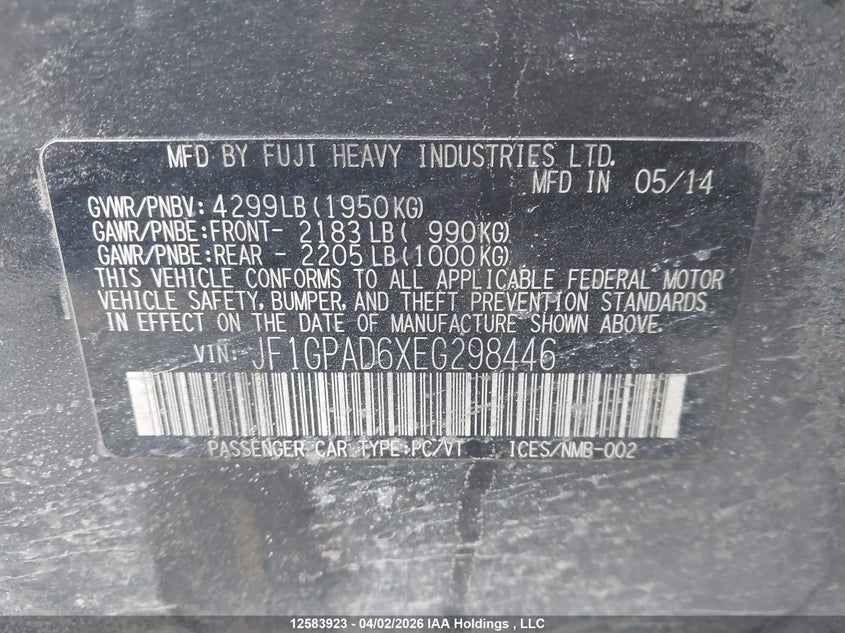 MFD BY FUJI HEAVY INDUSTRIES LTD.
MFD IN 05/14
GVWR/PNBV: 4299LB(1950KG)
GAWR/PNBE:FRONT- 2183LB( 990KG)
GAWR/PNBE:REAR - 2205LB(1000KG)
THIS VEHICLE CONFORMS TO ALL APPLICABLE FEDERAL MOTOR
VEHICLE SAFETY, BUMPER, AND THEFT PREVENTION STANDARDS
IN EFFECT ON THE DATE OF MANUFACTURE SHOWN ABOVE.
VIN: JF1GPAD6XEG298446
PASSENGER CAR TYPE:PC/VT ICES/NMB-002
12583923 - 04/02/2026 IAA Holdings , LLC